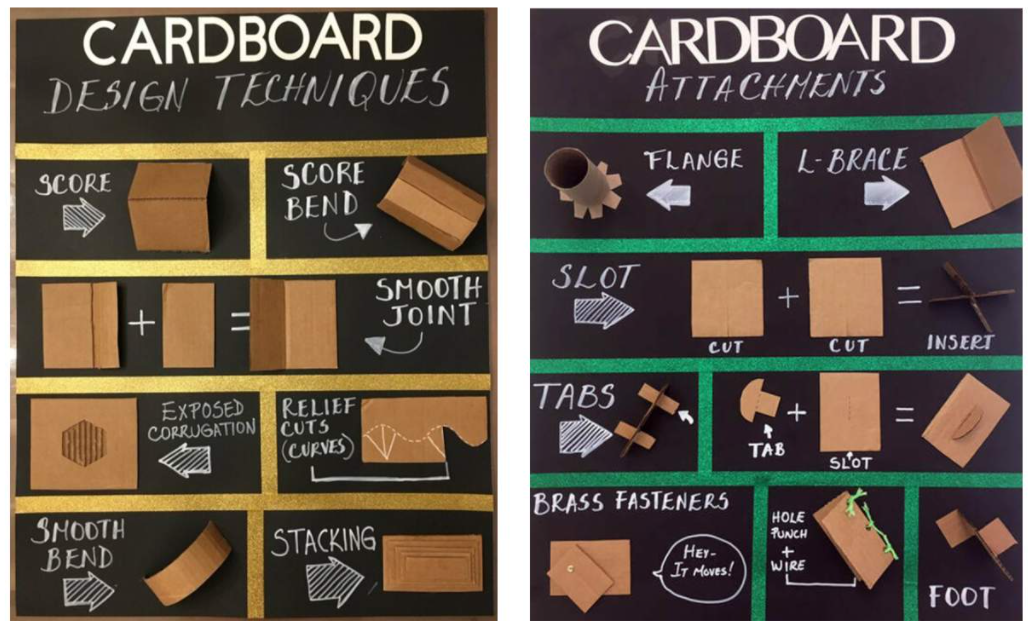 CARDBOARD
DESIGN TECHNIQUES
SCORE
SCORE
BEND
+
=
SMOOTH
JOINT
EXPOSED
CORRUGATION
RELIEF
CUTS
(CURVES)
SMOOTH
BEND
STACKING
CARDBOARD
ATTACHMENTS
FLANGE
L-BRACE
SLOT
+
=
CUT
CUT
INSERT
TABS
+
=
TAB
SLOT
BRASS FASTENERS
HEY-
IT MOVES!
HOLE
PUNCH
+
WIRE
FOOT